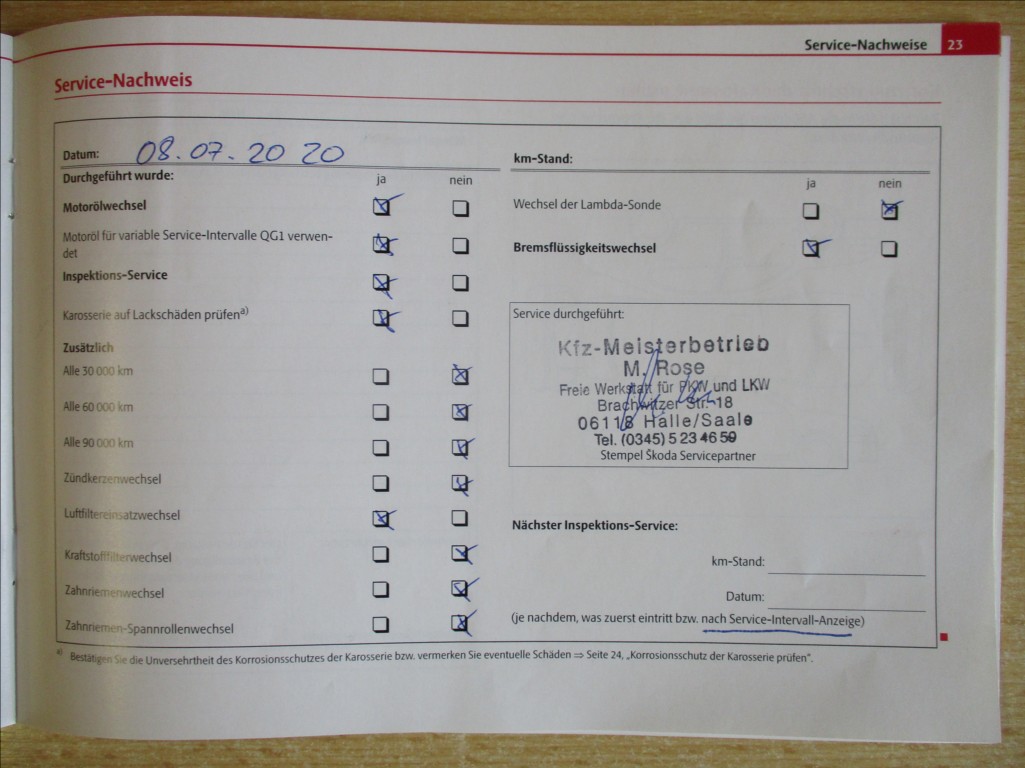 Service-Nachweise 23
Service-Nachweis
Datum: 08.07.2020
Durchgeführt wurde: ja nein
Motorölwechsel
Motoröl für variable Service-Intervalle QG1 verwen-
det
Inspektions-Service
Karosserie auf Lackschäden prüfen a)
Zusätzlich
Alle 30 000 km
Alle 60 000 km
Alle 90 000 km
Zündkerzenwechsel
Luftfiltereinsatzwechsel
Kraftstofffilterwechsel
Zahnriemenwechsel
Zahnriemen-Spannrollenwechsel
km-Stand:
ja nein
Wechsel der Lambda-Sonde
Bremsflüssigkeitswechsel
Service durchgeführt:
Kfz-Meisterbetrieb
M. Rose
Freie Werkstatt für PKW und LKW
Brachwitzer Str. 18
06118 Halle/Saale
Tel. (0345) 5 23 46 59
Stempel Škoda Servicepartner
Nächster Inspektions-Service:
km-Stand:
Datum:
(je nachdem, was zuerst eintritt bzw. nach Service-Intervall-Anzeige)
a) Bestätigen Sie die Unversehrtheit des Korrosionsschutzes der Karosserie bzw. vermerken Sie eventuelle Schäden ⇒ Seite 24, „Korrosionsschutz der Karosserie prüfen".